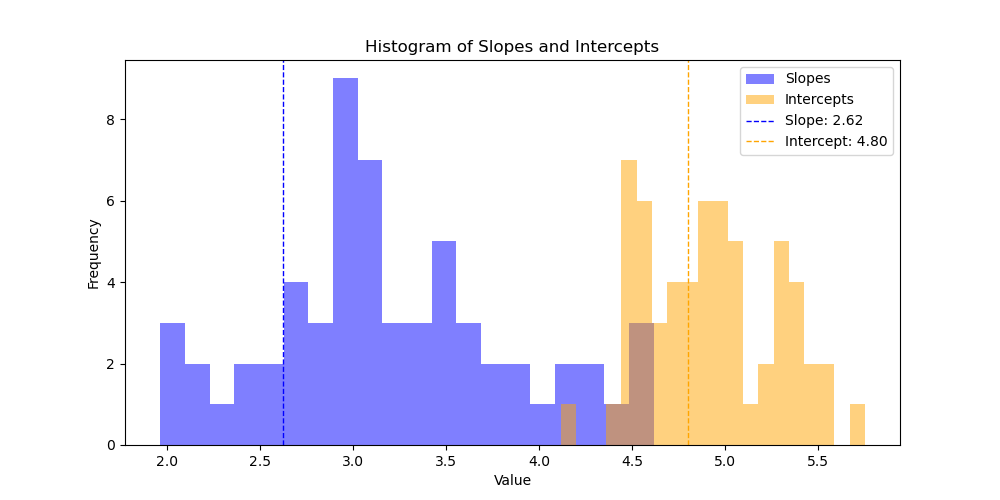 Histogram of Slopes and Intercepts
Slopes
Intercepts
Slope: 2.62
Intercept: 4.80
Frequency
8
6
4
2
0
2.0 2.5 3.0 3.5 4.0 4.5 5.0 5.5
Value